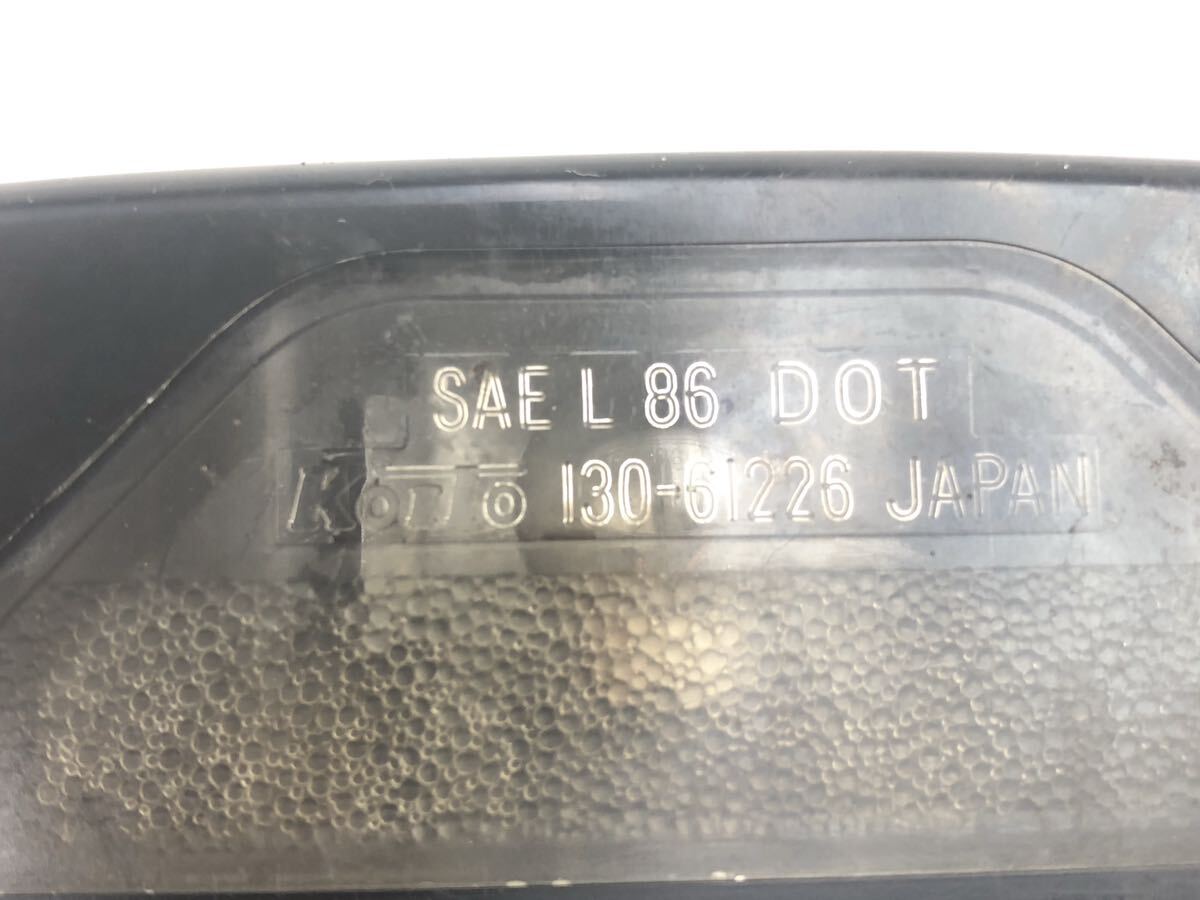 SAE L 86 DOT
KOITO 130-61226 JAPAN